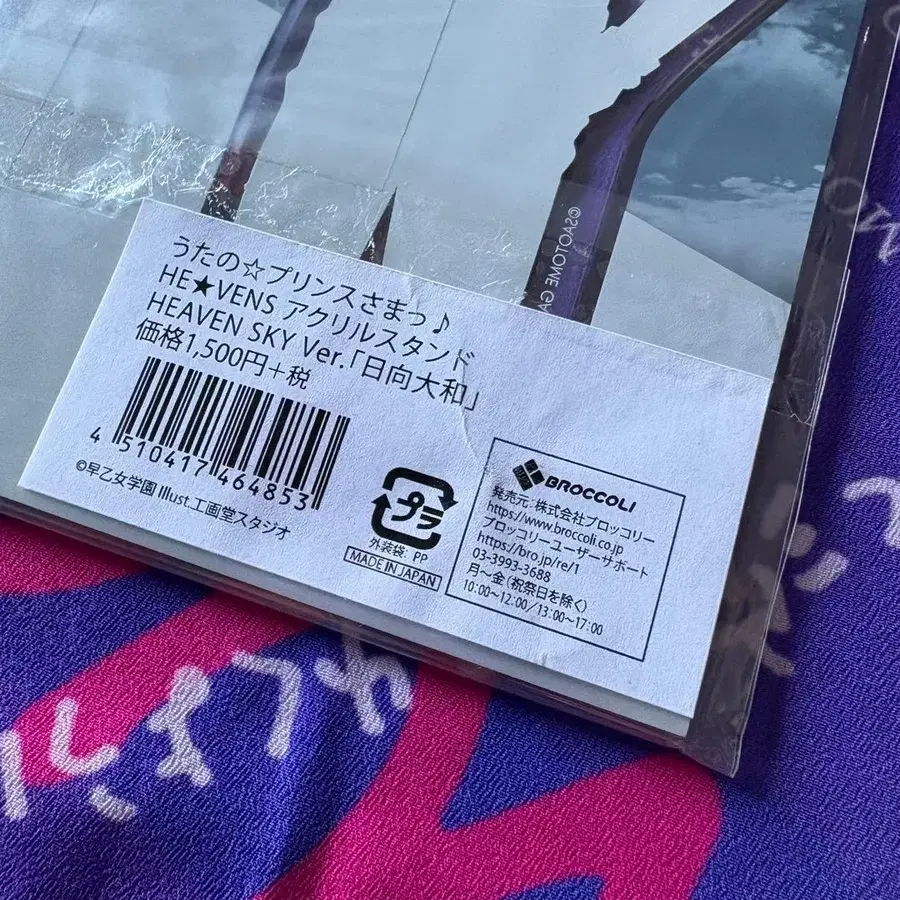 ©SAOTOME GA
うたの☆プリンスさまっ♪
HE★VENS アクリルスタンド
HEAVEN SKY Ver.「日向大和」
価格1,500円+税
4 510417 464853
©早乙女学園 Illust.工画堂スタジオ
プラ
外装袋: PP
MADE IN JAPAN
BROCCOLI
発売元: 株式会社ブロッコリー
https://www.broccoli.co.jp
ブロッコリーユーザーサポート
https://bro.jp/re/1
03-3993-3688
月～金(祝祭日を除く)
10:00～12:00/13:00～17:00